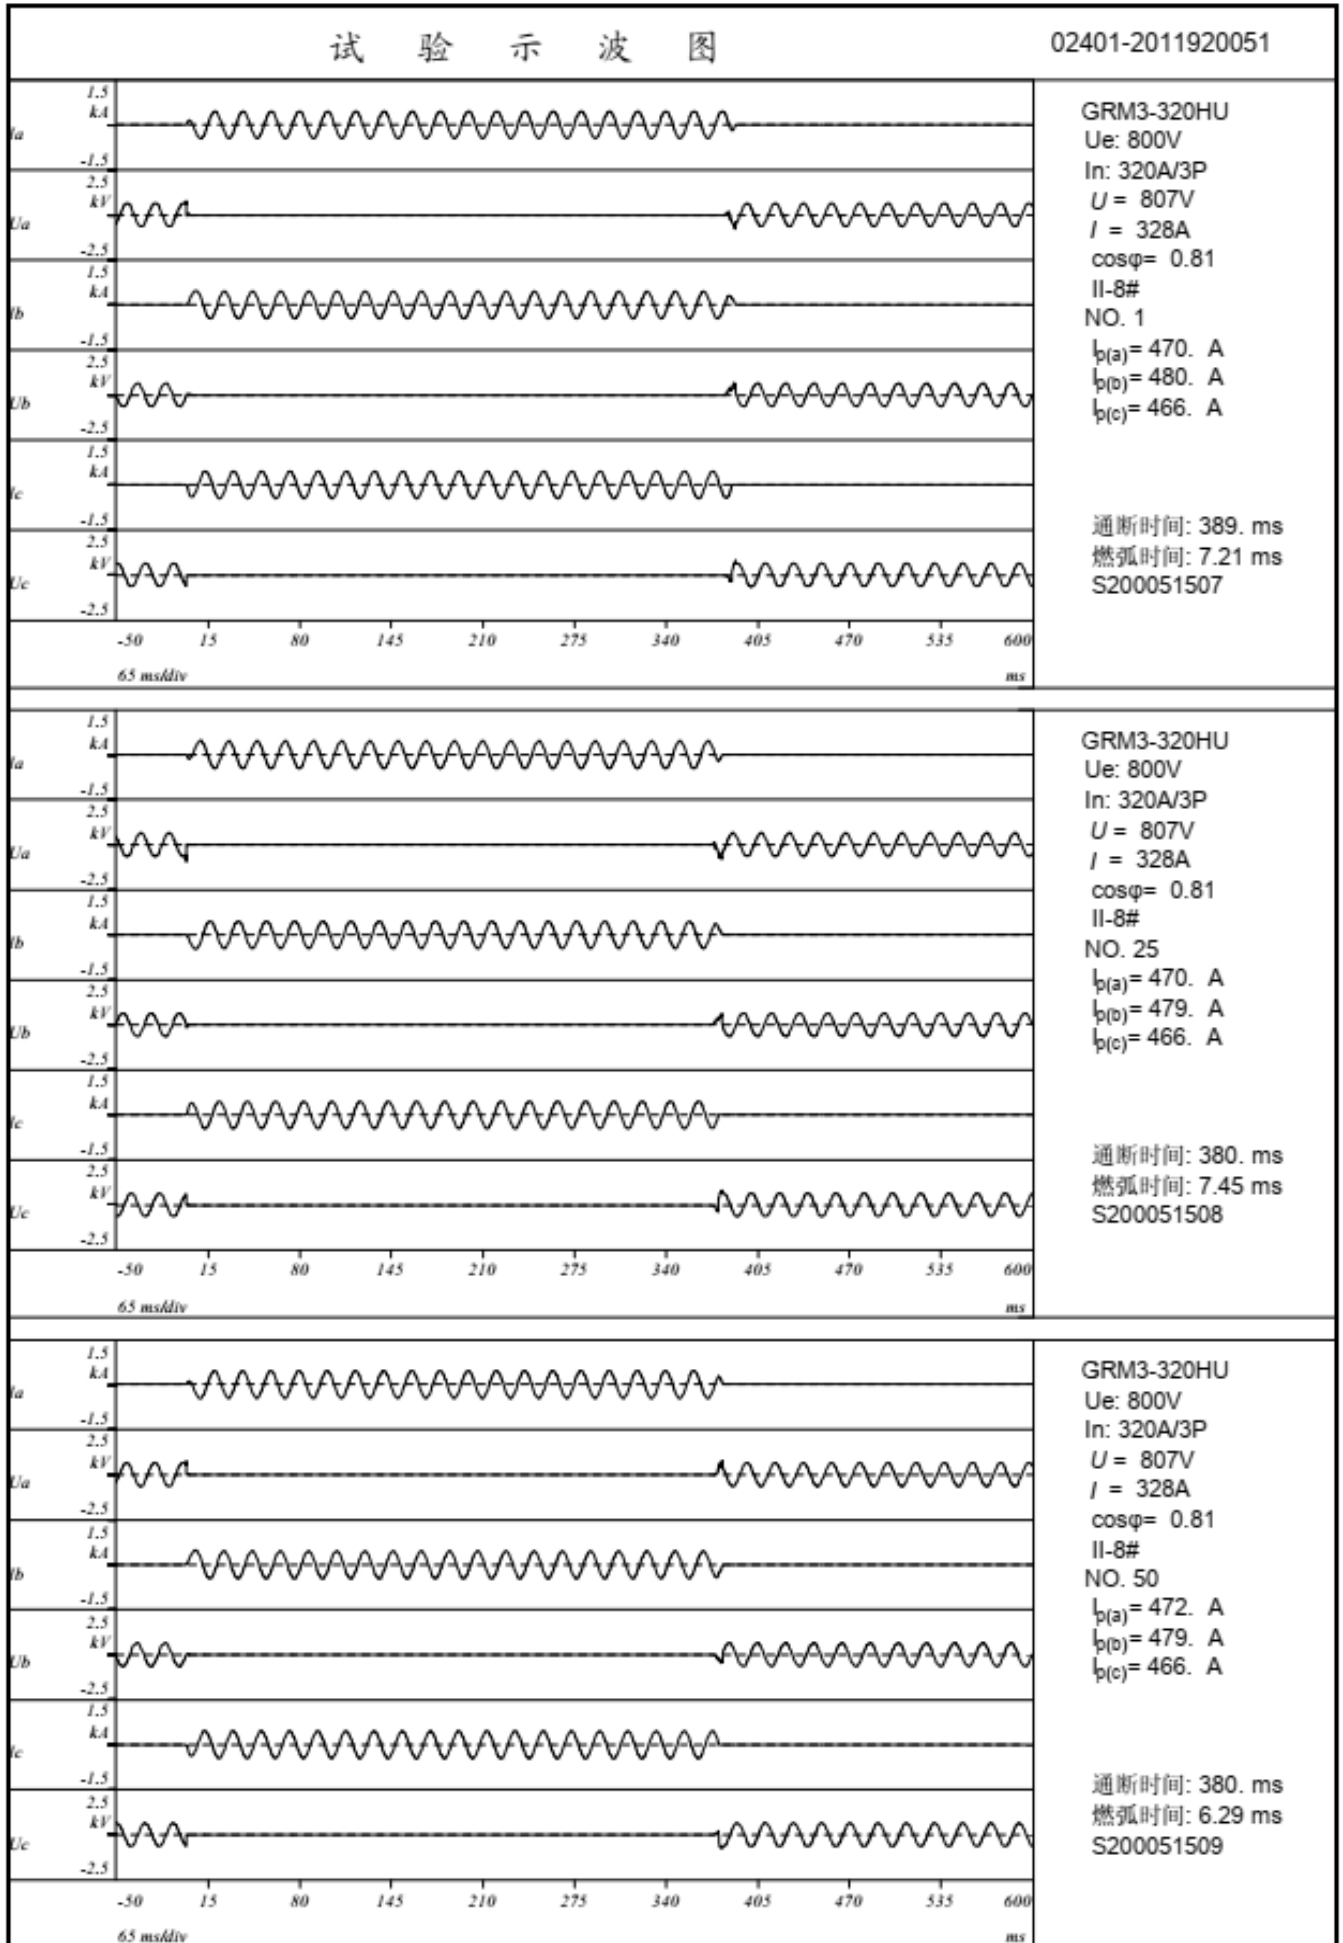 试 验 示 波 图
02401-2011920051
1.5
kA
Ia
-1.5
2.5
kV
Ua
-2.5
1.5
kA
Ib
-1.5
2.5
kV
Ub
-2.5
1.5
kA
Ic
-1.5
2.5
kV
Uc
-2.5
-50 15 80 145 210 275 340 405 470 535 600
65 ms/div ms
GRM3-320HU
Ue: 800V
In: 320A/3P
U = 807V
I = 328A
cosφ= 0.81
II-8#
NO. 1
Ip(a)= 470. A
Ip(b)= 480. A
Ip(c)= 466. A
通断时间: 389. ms
燃弧时间: 7.21 ms
S200051507
1.5
kA
Ia
-1.5
2.5
kV
Ua
-2.5
1.5
kA
Ib
-1.5
2.5
kV
Ub
-2.5
1.5
kA
Ic
-1.5
2.5
kV
Uc
-2.5
-50 15 80 145 210 275 340 405 470 535 600
65 ms/div ms
GRM3-320HU
Ue: 800V
In: 320A/3P
U = 807V
I = 328A
cosφ= 0.81
II-8#
NO. 25
Ip(a)= 470. A
Ip(b)= 479. A
Ip(c)= 466. A
通断时间: 380. ms
燃弧时间: 7.45 ms
S200051508
1.5
kA
Ia
-1.5
2.5
kV
Ua
-2.5
1.5
kA
Ib
-1.5
2.5
kV
Ub
-2.5
1.5
kA
Ic
-1.5
2.5
kV
Uc
-2.5
-50 15 80 145 210 275 340 405 470 535 600
65 ms/div ms
GRM3-320HU
Ue: 800V
In: 320A/3P
U = 807V
I = 328A
cosφ= 0.81
II-8#
NO. 50
Ip(a)= 472. A
Ip(b)= 479. A
Ip(c)= 466. A
通断时间: 380. ms
燃弧时间: 6.29 ms
S200051509